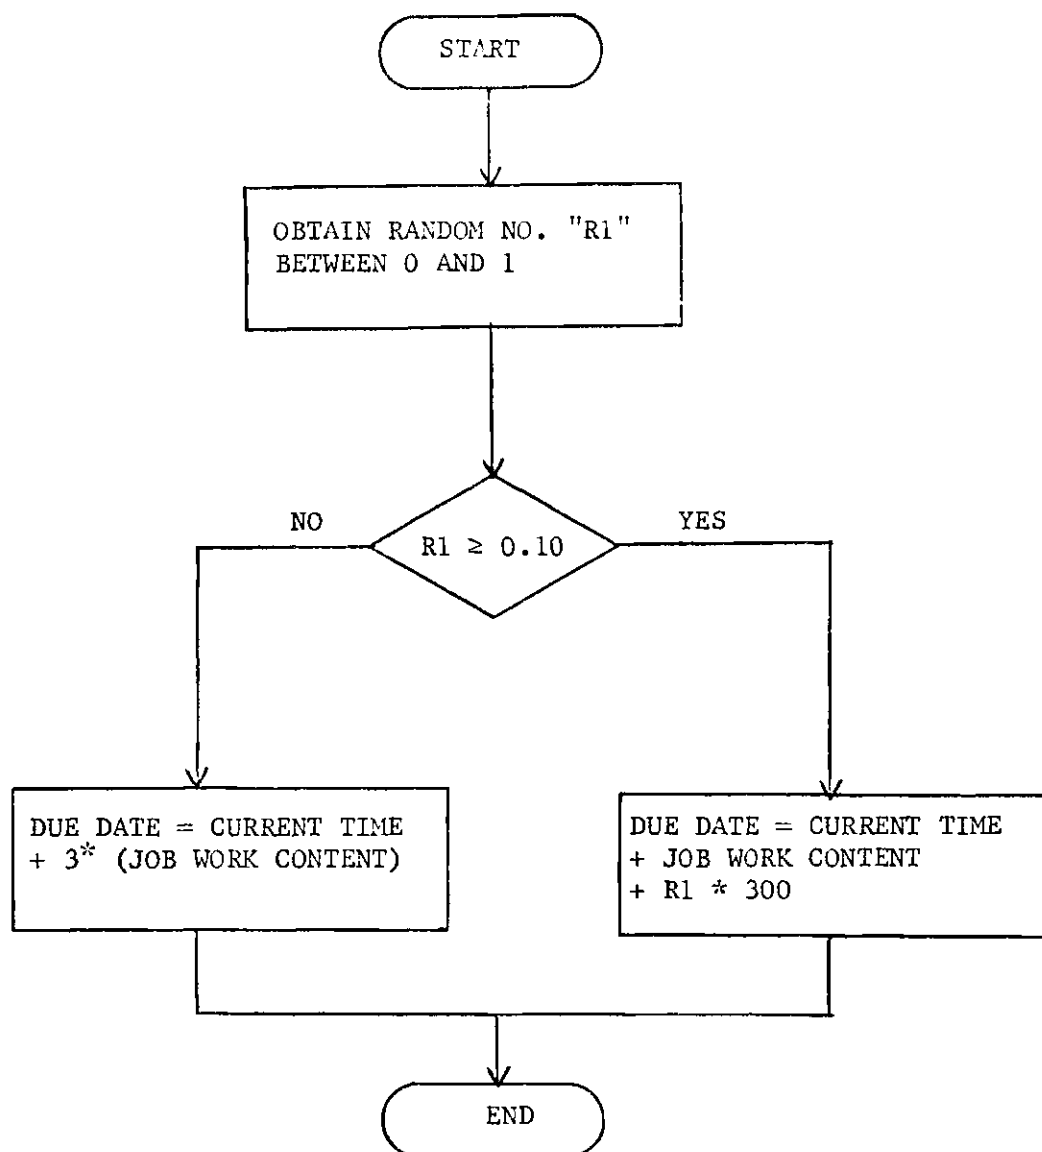 START
OBTAIN RANDOM NO. "R1"
BETWEEN 0 AND 1
NO
YES
R1 ≥ 0.10
DUE DATE = CURRENT TIME
+ 3* (JOB WORK CONTENT)
DUE DATE = CURRENT TIME
+ JOB WORK CONTENT
+ R1 * 300
END